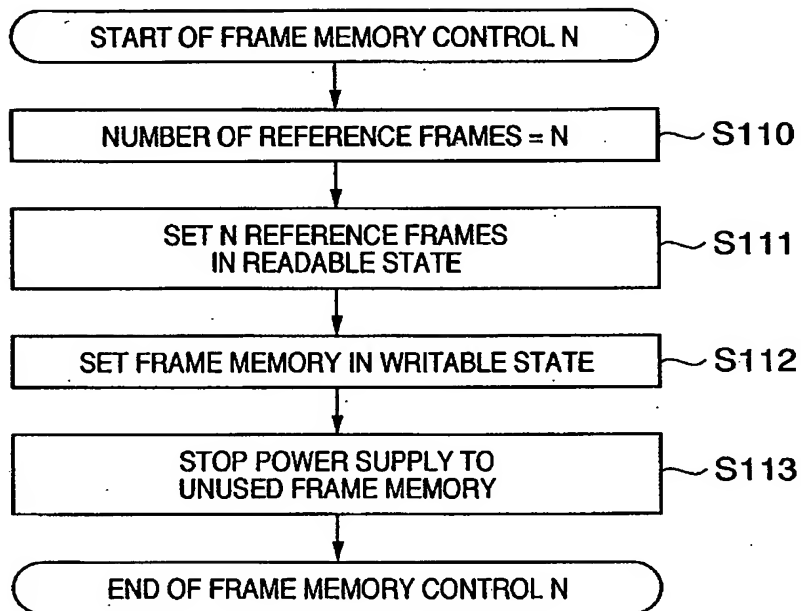 START OF FRAME MEMORY CONTROL N
NUMBER OF REFERENCE FRAMES = N
S110
SET N REFERENCE FRAMES
IN READABLE STATE
S111
SET FRAME MEMORY IN WRITABLE STATE
S112
STOP POWER SUPPLY TO
UNUSED FRAME MEMORY
S113
END OF FRAME MEMORY CONTROL N